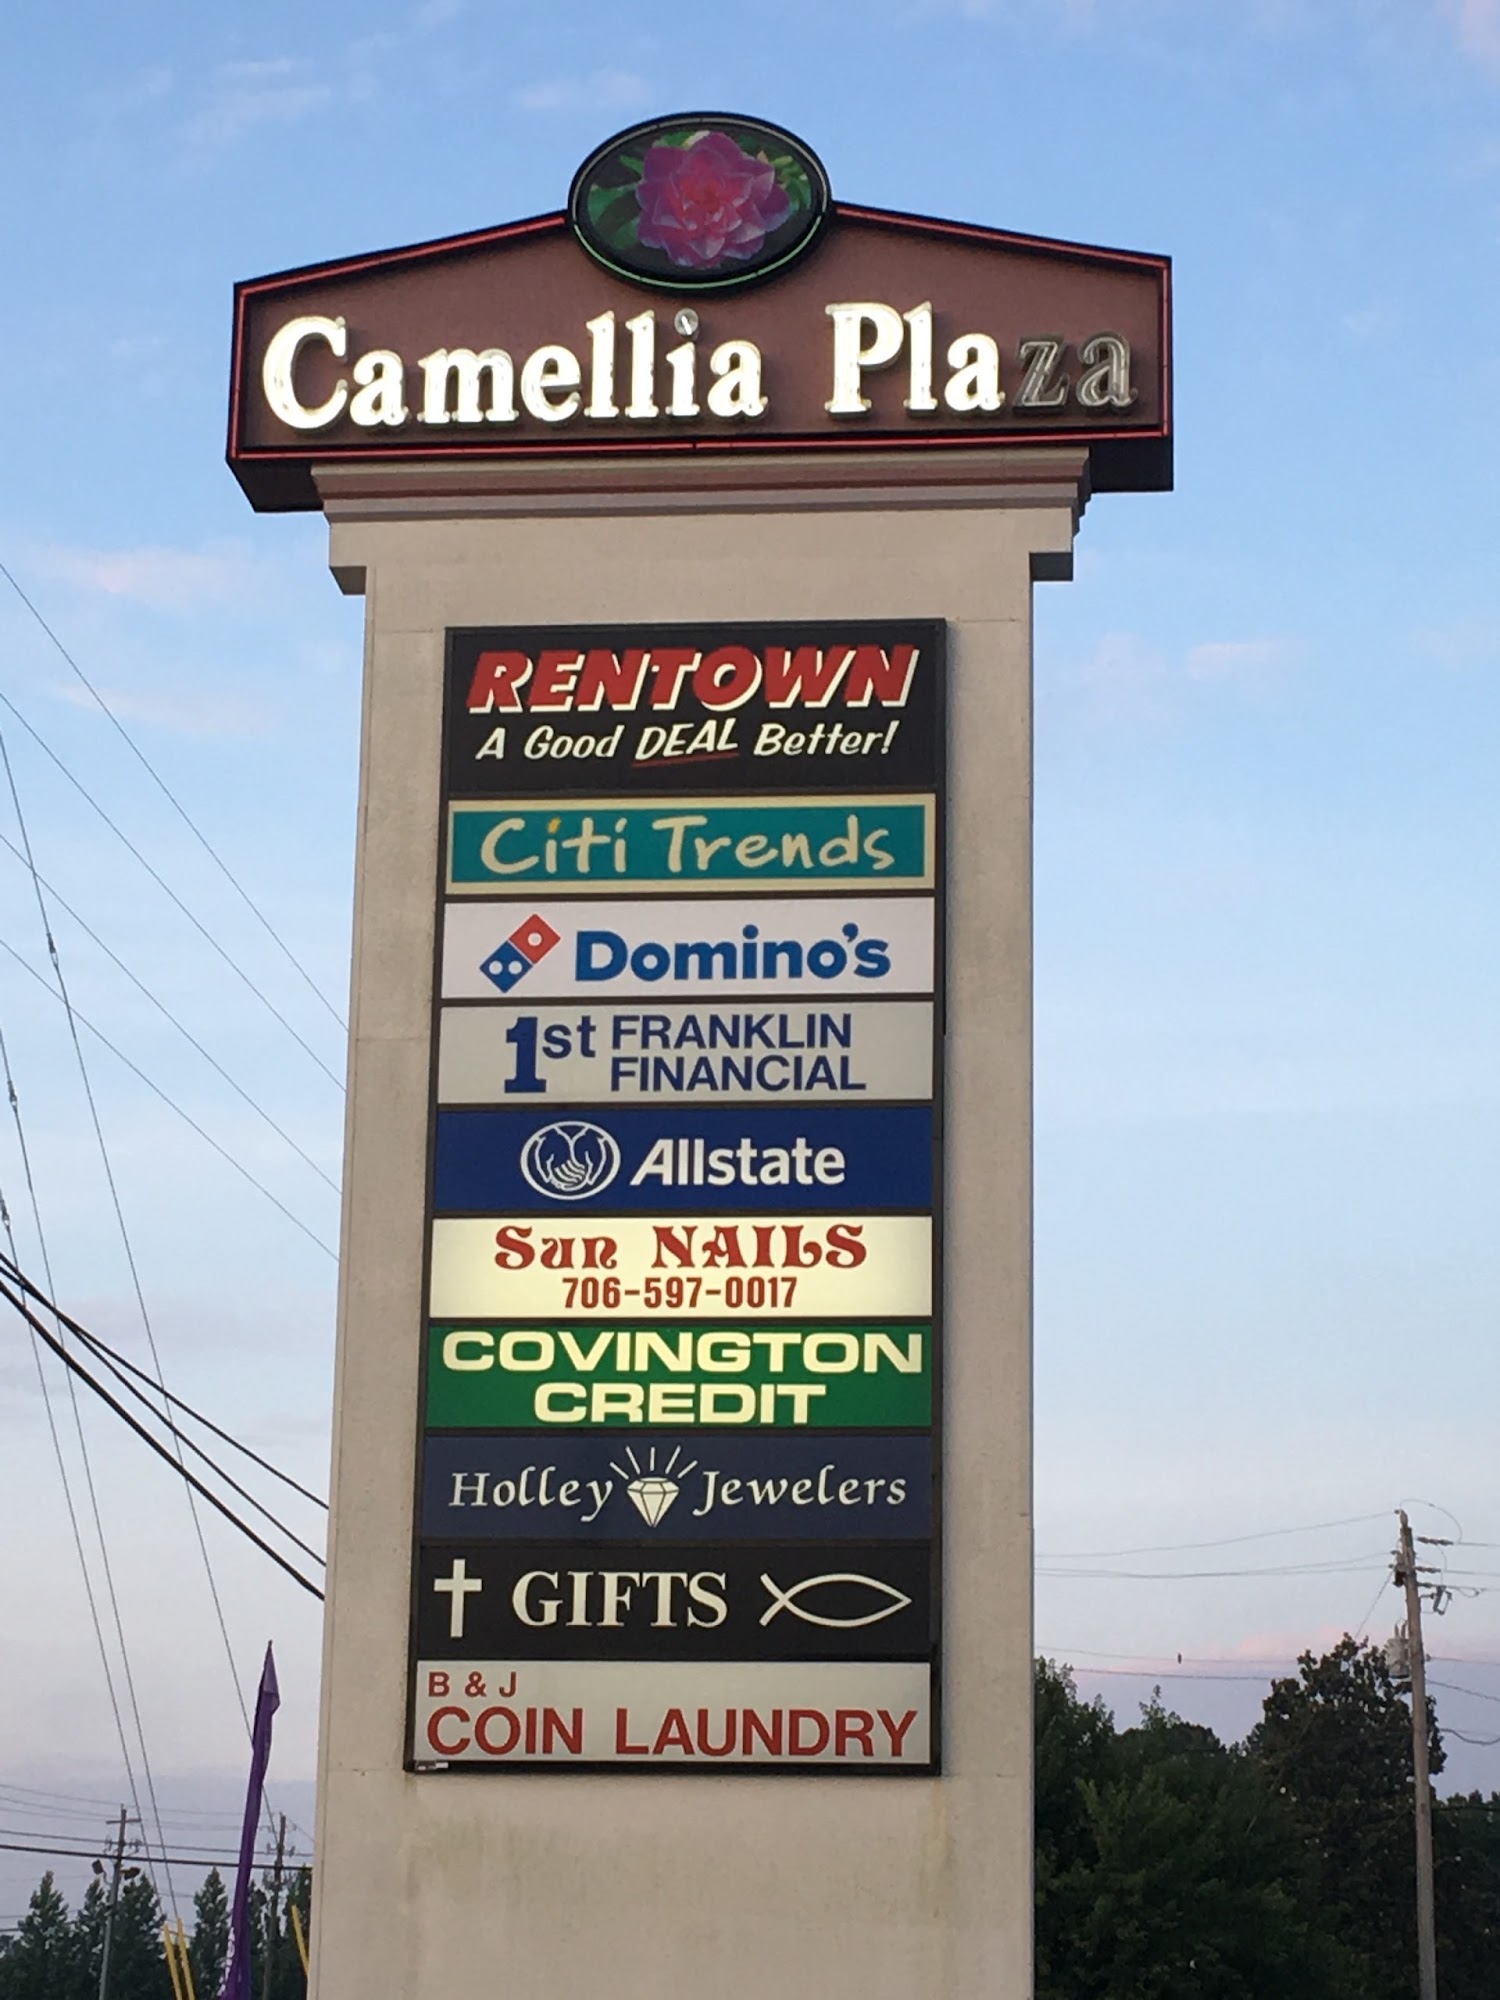 Camellia Plaza
RENTOWN
A Good DEAL Better!
Citi Trends
Domino's
1st FRANKLIN
FINANCIAL
Allstate
Sun NAILS
706-597-0017
COVINGTON
CREDIT
Holley Jewelers
GIFTS
B & J
COIN LAUNDRY